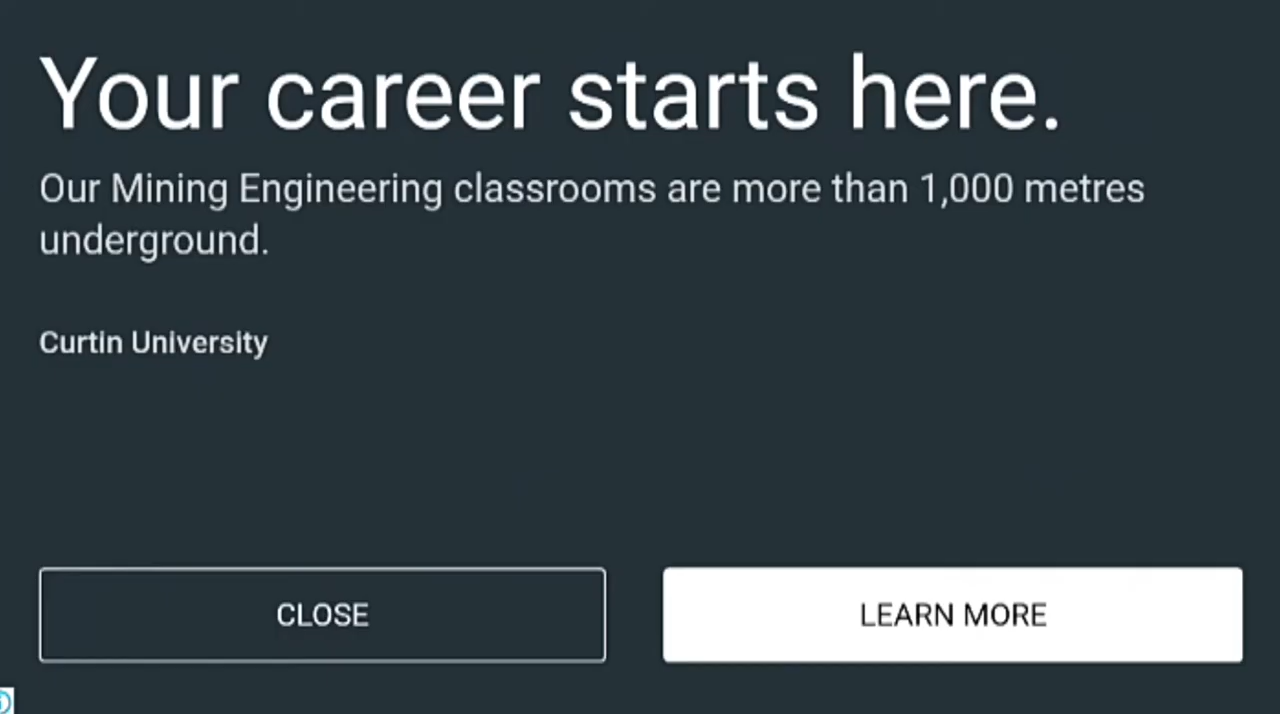 Your career starts here.
Our Mining Engineering classrooms are more than 1,000 metres
underground.
Curtin University
CLOSE
LEARN MORE